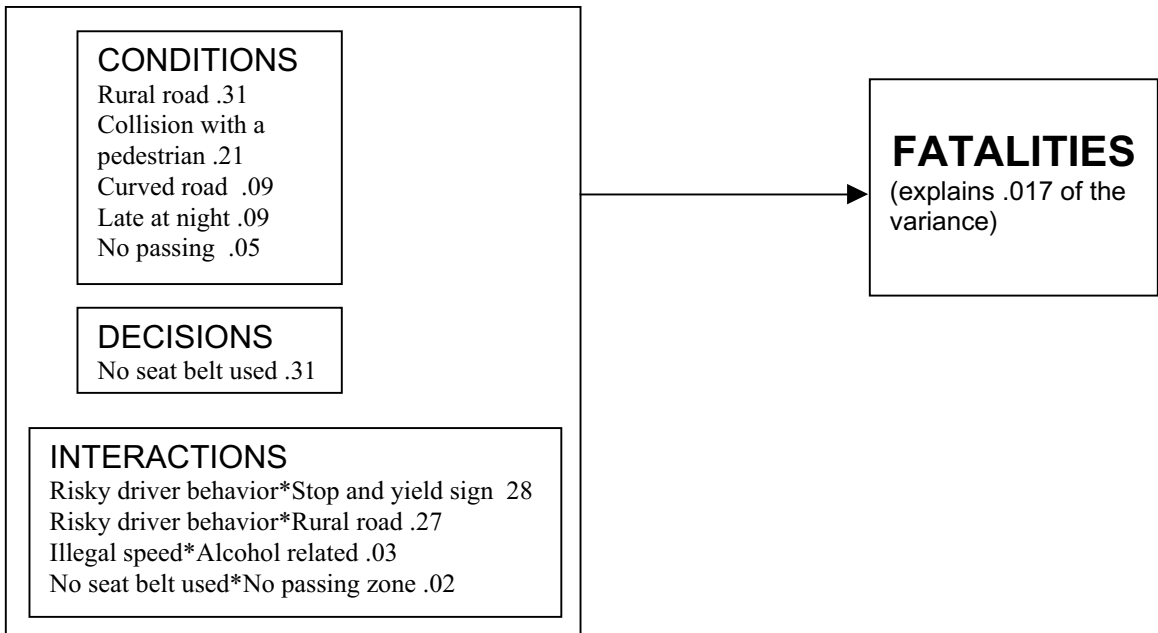 CONDITIONS
Rural road .31
Collision with a
pedestrian .21
Curved road .09
Late at night .09
No passing .05
DECISIONS
No seat belt used .31
INTERACTIONS
Risky driver behavior*Stop and yield sign 28
Risky driver behavior*Rural road .27
Illegal speed*Alcohol related .03
No seat belt used*No passing zone .02
FATALITIES
(explains .017 of the
variance)